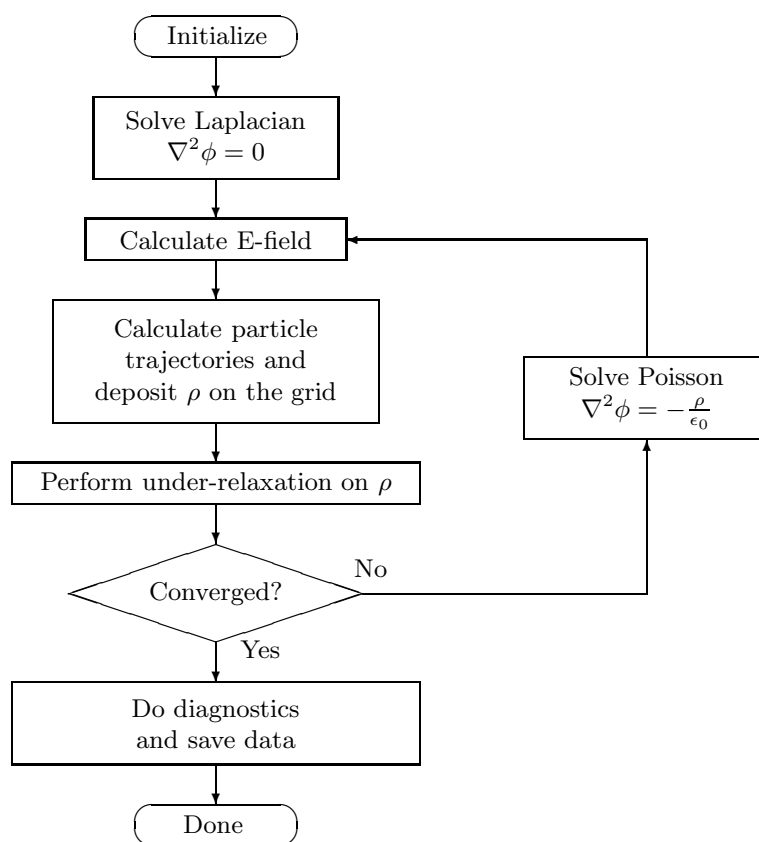 Initialize
Solve Laplacian
∇²ϕ = 0
Calculate E-field
Calculate particle
trajectories and
deposit ρ on the grid
Solve Poisson
∇²ϕ = −ρ/ϵ₀
Perform under-relaxation on ρ
No
Converged?
Yes
Do diagnostics
and save data
Done